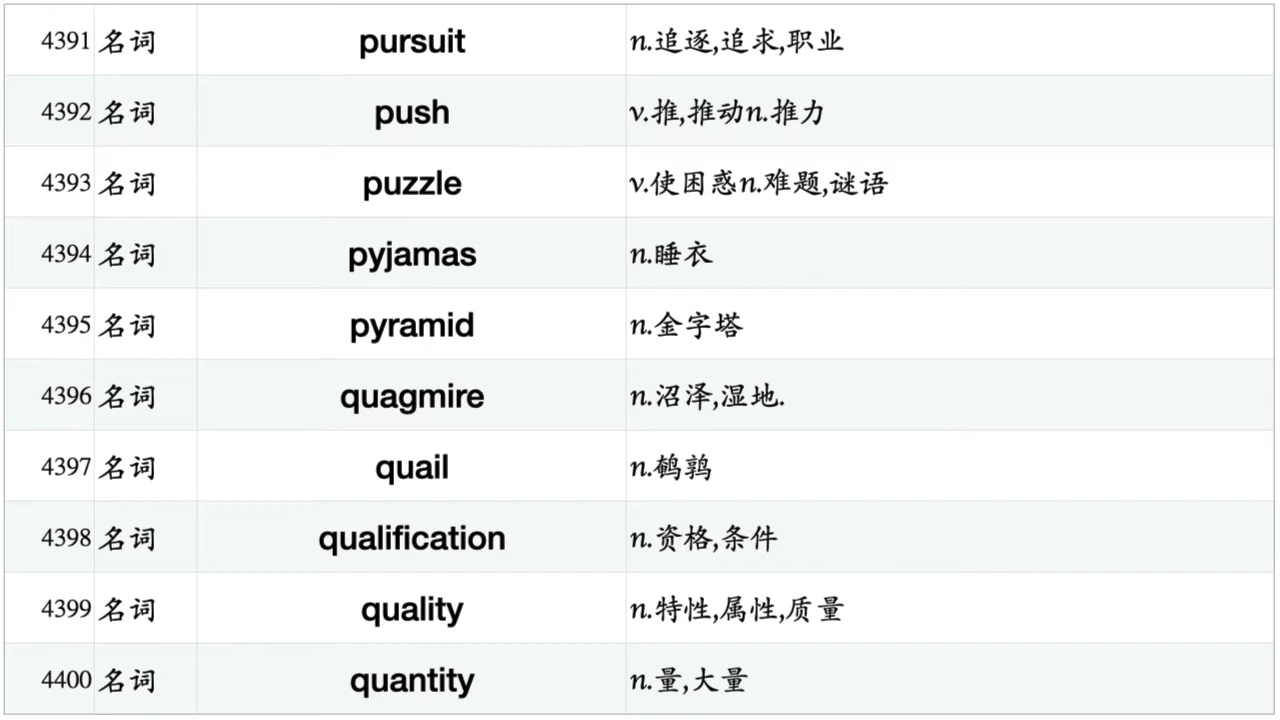 4391 名词 pursuit n.追逐,追求,职业
4392 名词 push v.推,推动n.推力
4393 名词 puzzle v.使困惑n.难题,谜语
4394 名词 pyjamas n.睡衣
4395 名词 pyramid n.金字塔
4396 名词 quagmire n.沼泽,湿地.
4397 名词 quail n.鹌鹑
4398 名词 qualification n.资格,条件
4399 名词 quality n.特性,属性,质量
4400 名词 quantity n.量,大量